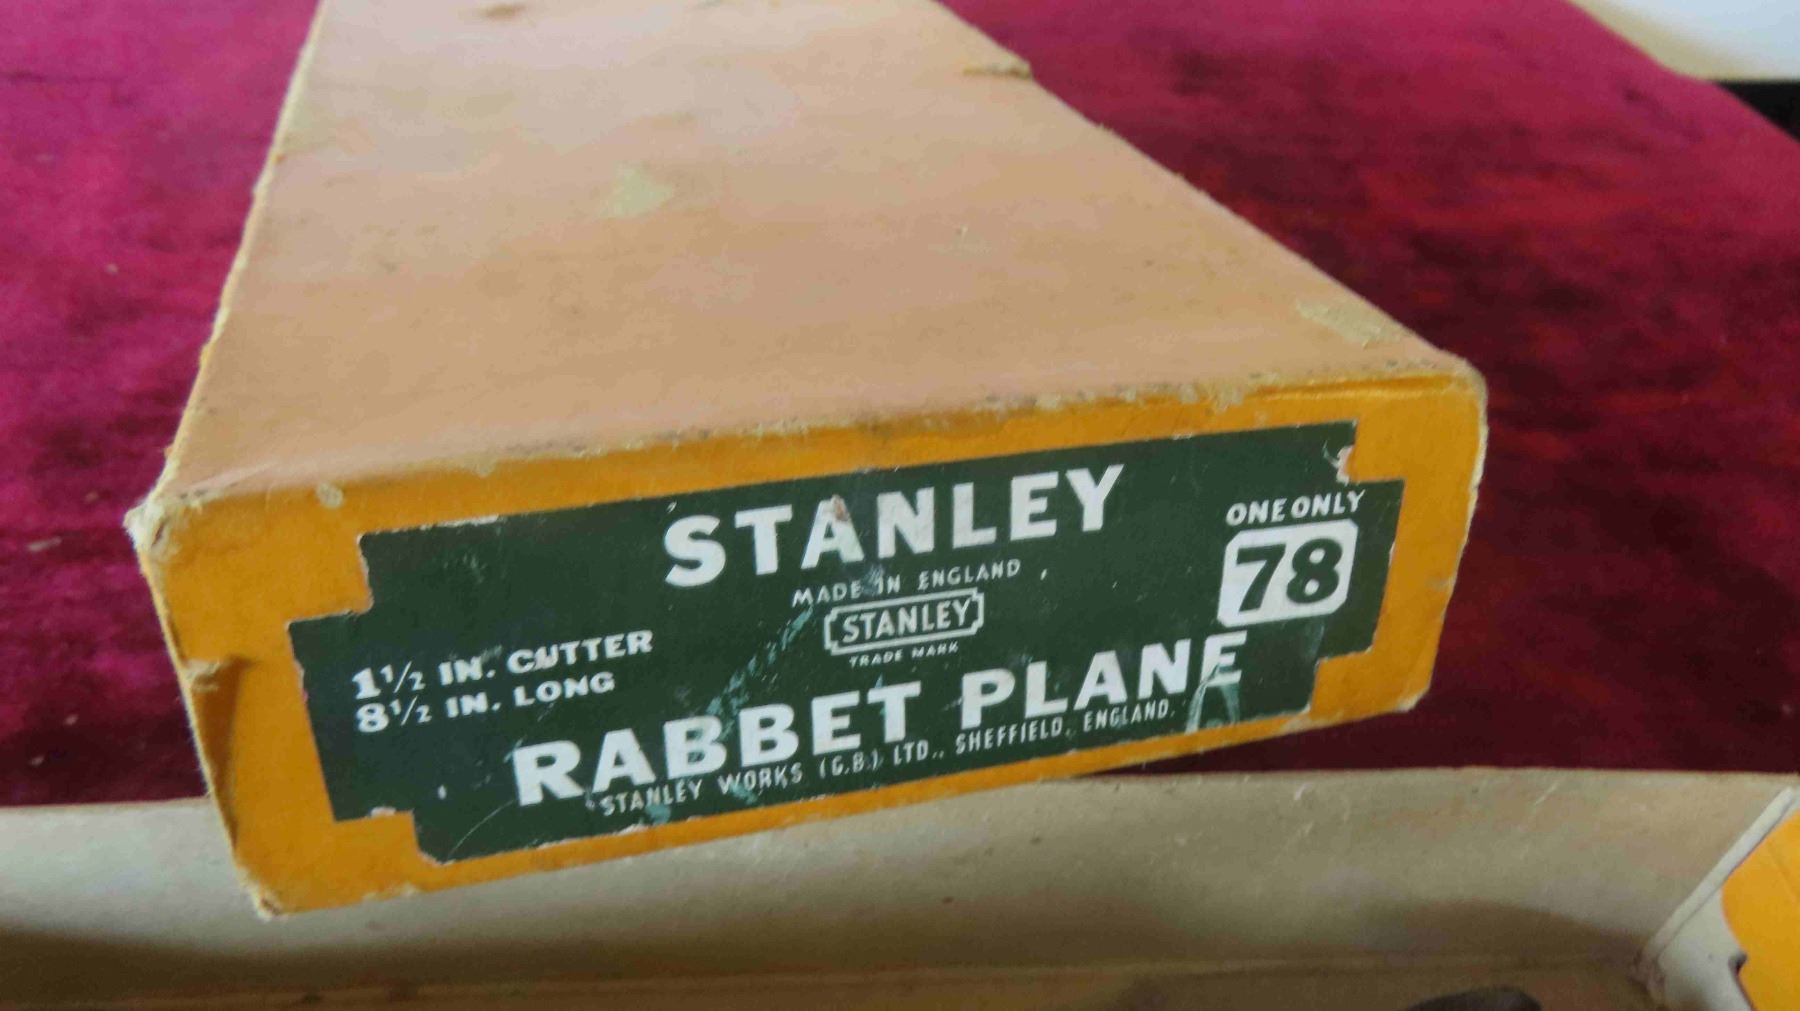 STANLEY
MADE IN ENGLAND
STANLEY
TRADE MARK
ONE ONLY
78
1½ IN. CUTTER
8½ IN. LONG
RABBET PLANE
STANLEY WORKS (G.B.) LTD., SHEFFIELD, ENGLAND.